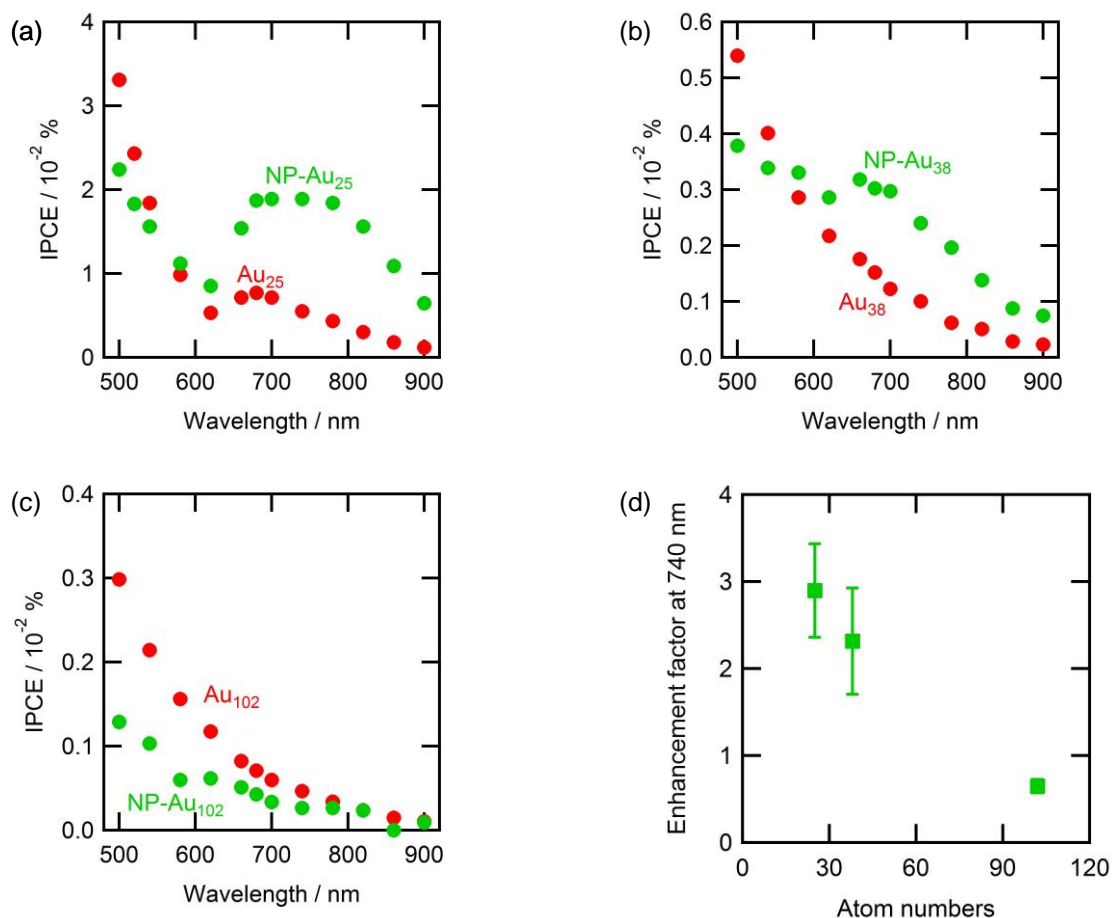 (a)
4
3
2
1
0
IPCE / 10⁻² %
NP-Au₂₅
Au₂₅
500 600 700 800 900
Wavelength / nm
(b)
0.6
0.5
0.4
0.3
0.2
0.1
0.0
IPCE / 10⁻² %
NP-Au₃₈
Au₃₈
500 600 700 800 900
Wavelength / nm
(c)
0.4
0.3
0.2
0.1
0.0
IPCE / 10⁻² %
Au₁₀₂
NP-Au₁₀₂
500 600 700 800 900
Wavelength / nm
(d)
4
3
2
1
0
Enhancement factor at 740 nm
0 30 60 90 120
Atom numbers